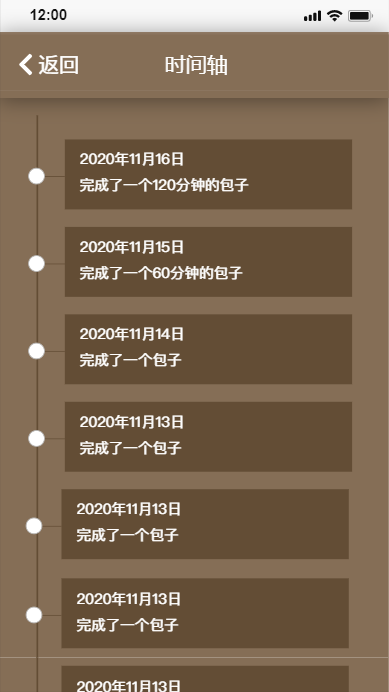 12:00
返回
时间轴
2020年11月16日
完成了一个120分钟的包子
2020年11月15日
完成了一个60分钟的包子
2020年11月14日
完成了一个包子
2020年11月13日
完成了一个包子
2020年11月13日
完成了一个包子
2020年11月13日
完成了一个包子
2020年11月13日